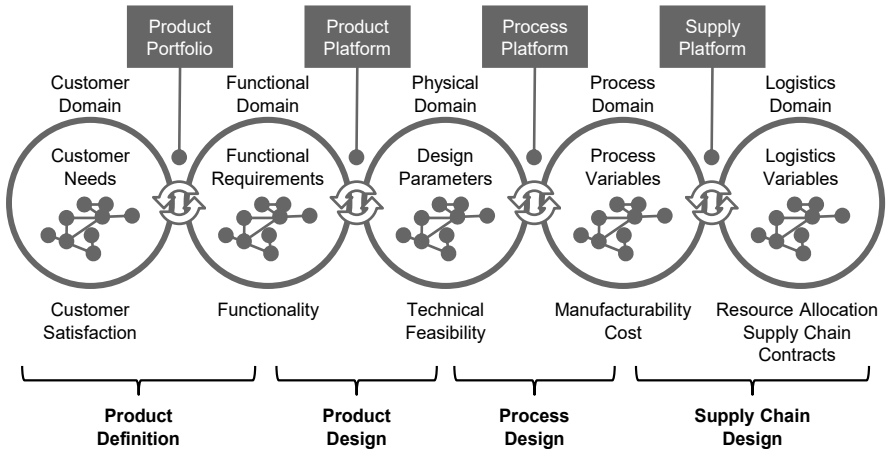 Product
Portfolio
Product
Platform
Process
Platform
Supply
Platform
Customer
Domain
Functional
Domain
Physical
Domain
Process
Domain
Logistics
Domain
Customer
Needs
Functional
Requirements
Design
Parameters
Process
Variables
Logistics
Variables
Customer
Satisfaction
Functionality
Technical
Feasibility
Manufacturability
Cost
Resource Allocation
Supply Chain
Contracts
Product
Definition
Product
Design
Process
Design
Supply Chain
Design